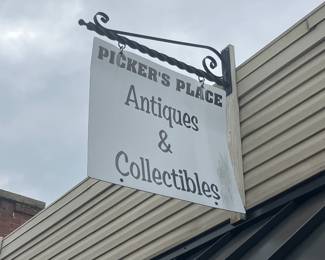 PICKER'S PLACE
Antiques
&
Collectibles